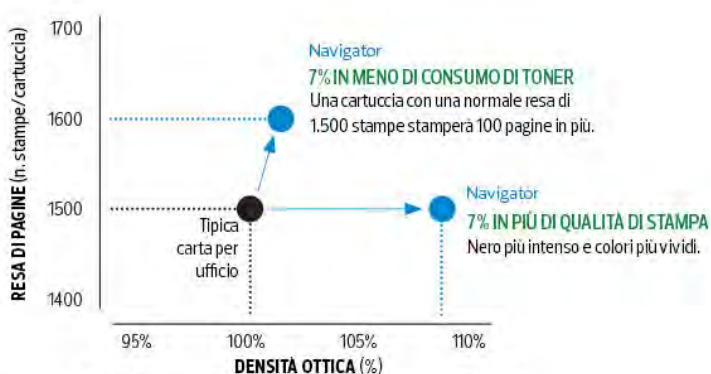 1700
1600
1500
1400
RESA DI PAGINE (n. stampe/cartuccia)
Navigator
7% IN MENO DI CONSUMO DI TONER
Una cartuccia con una normale resa di
1.500 stampe stamperà 100 pagine in più.
Tipica
carta per
ufficio
Navigator
7% IN PIÙ DI QUALITÀ DI STAMPA
Nero più intenso e colori più vividi.
95%
100%
105%
110%
DENSITÀ OTTICA (%)